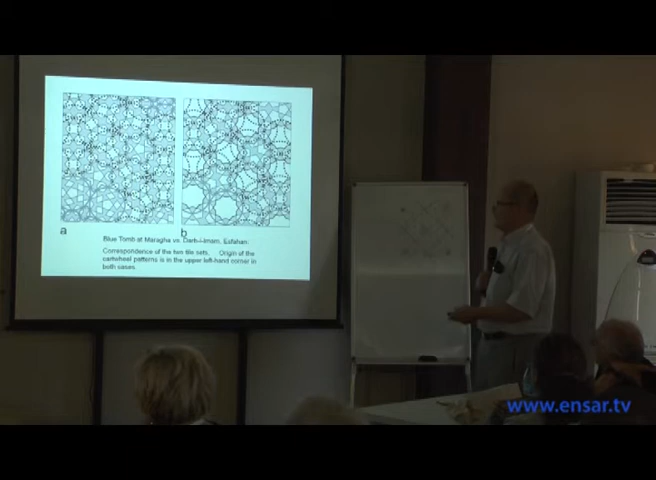 a
b
Blue Tomb at Maragha vs. Darb-i-Imam, Esfahan.
Correspondence of the two tile sets. Origin of the
cartwheel patterns is in the upper left-hand corner in
both cases.
www.ensar.tv